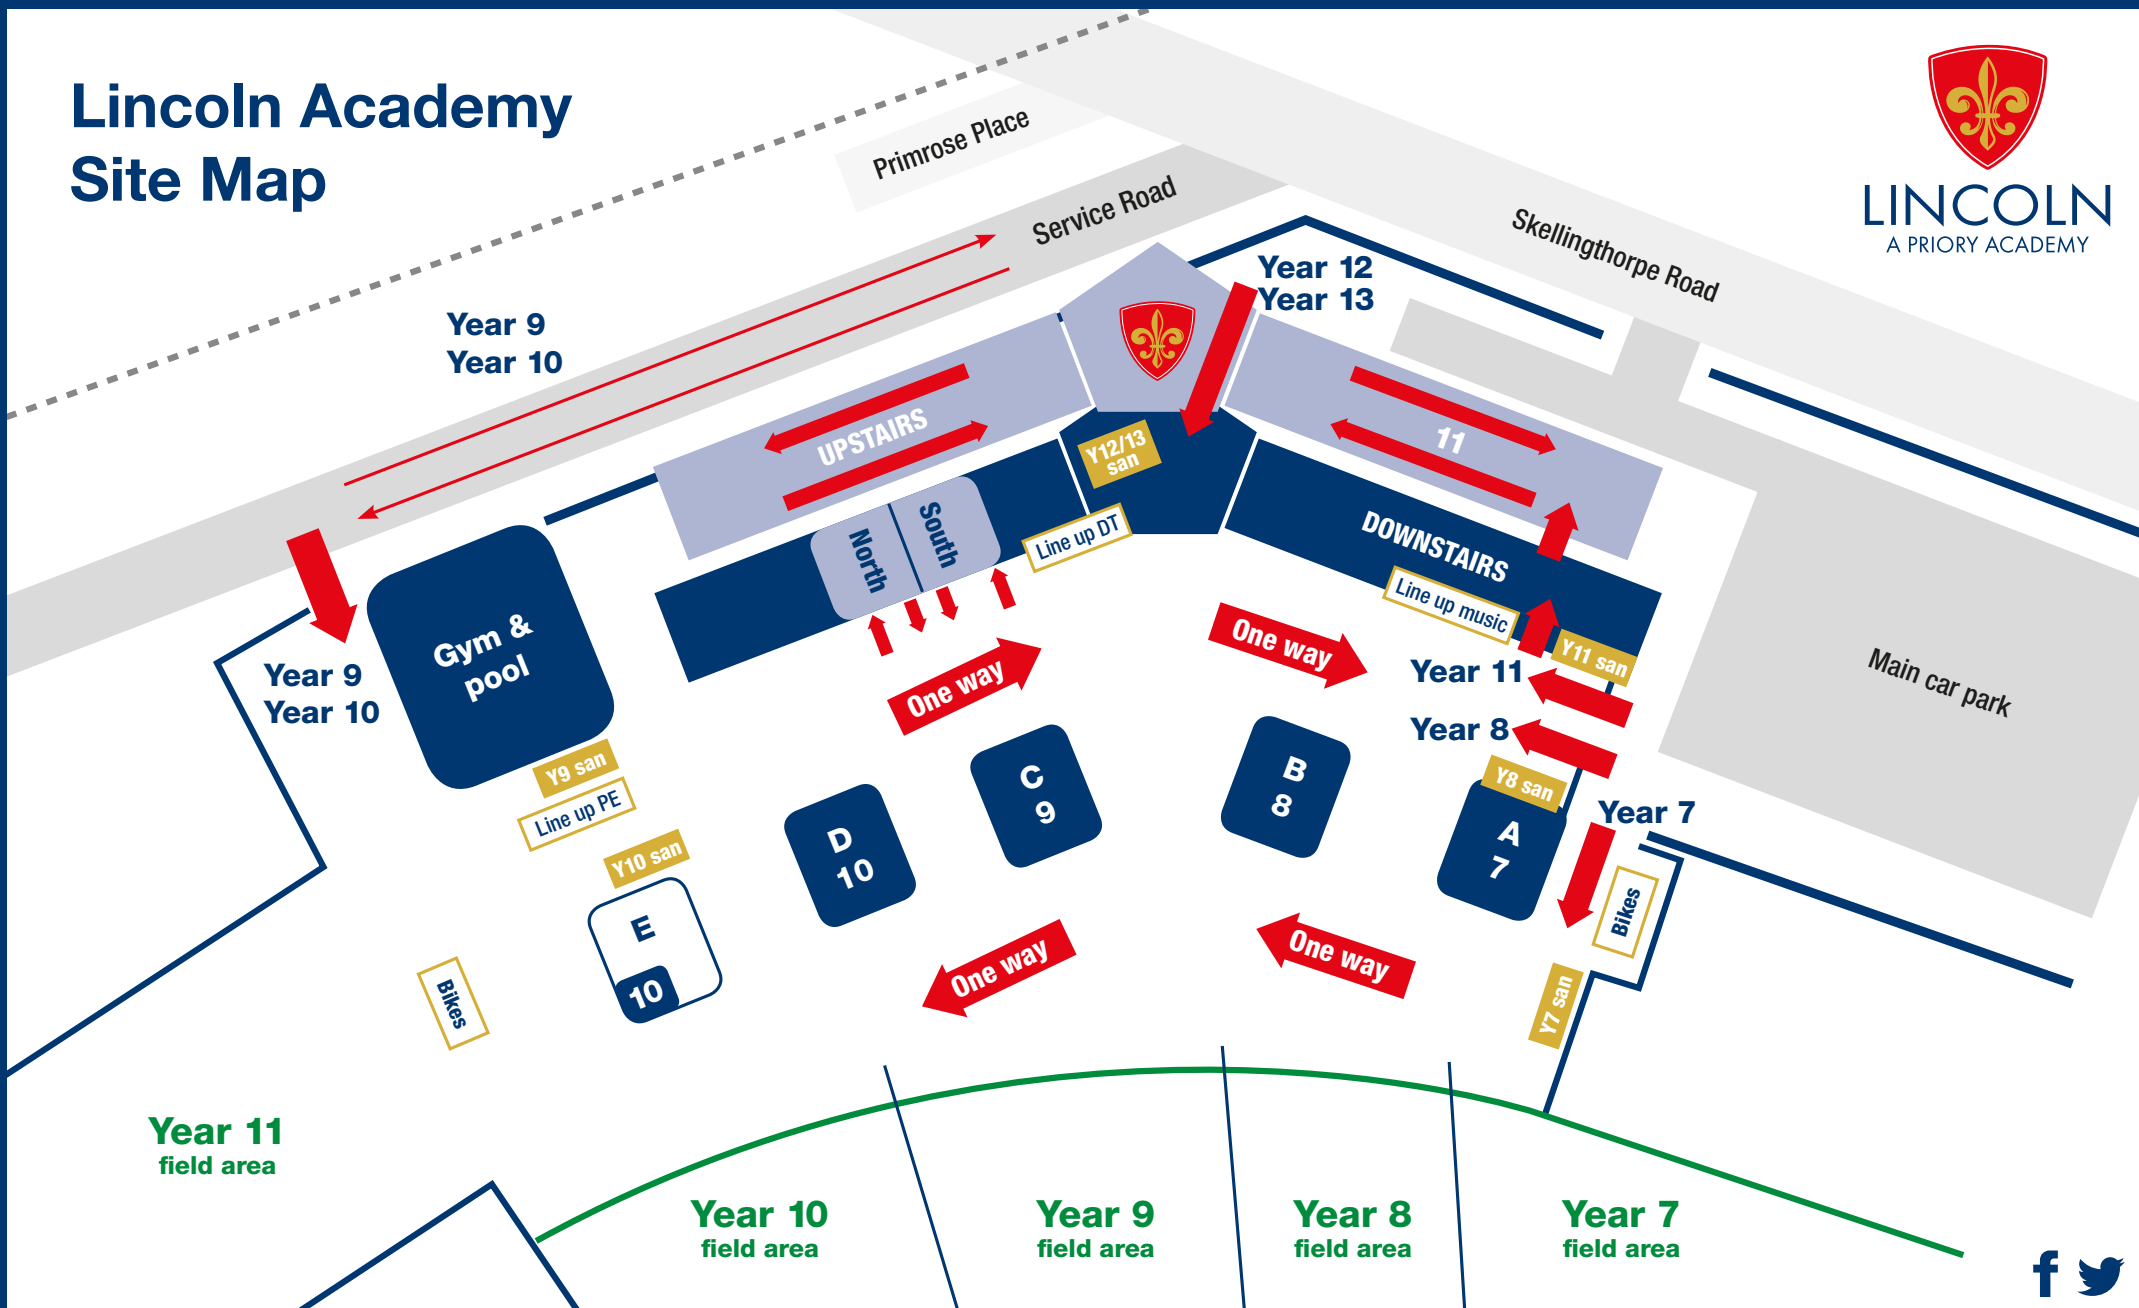 Lincoln Academy
Site Map
Primrose Place
Service Road
Skellingthorpe Road
LINCOLN
A PRIORY ACADEMY
Year 9
Year 10
Year 12
Year 13
UPSTAIRS
11
Y12/13
san
North
South
Line up DT
DOWNSTAIRS
Line up music
Y11 san
Gym &
pool
Year 9
Year 10
One way
One way
Year 11
Year 8
Main car park
Y9 san
Line up PE
Y10 san
C
9
B
8
Y8 san
Year 7
D
10
A
7
E
10
Bikes
Bikes
One way
One way
Y7 san
Year 11
field area
Year 10
field area
Year 9
field area
Year 8
field area
Year 7
field area
f